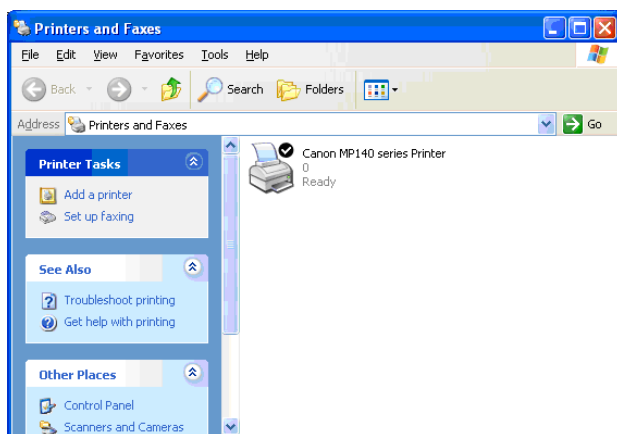 Printers and Faxes
File Edit View Favorites Tools Help
Back Search Folders
Address Printers and Faxes Go
Printer Tasks
Add a printer
Set up faxing
See Also
Troubleshoot printing
Get help with printing
Other Places
Control Panel
Scanners and Cameras
Canon MP140 series Printer
0
Ready